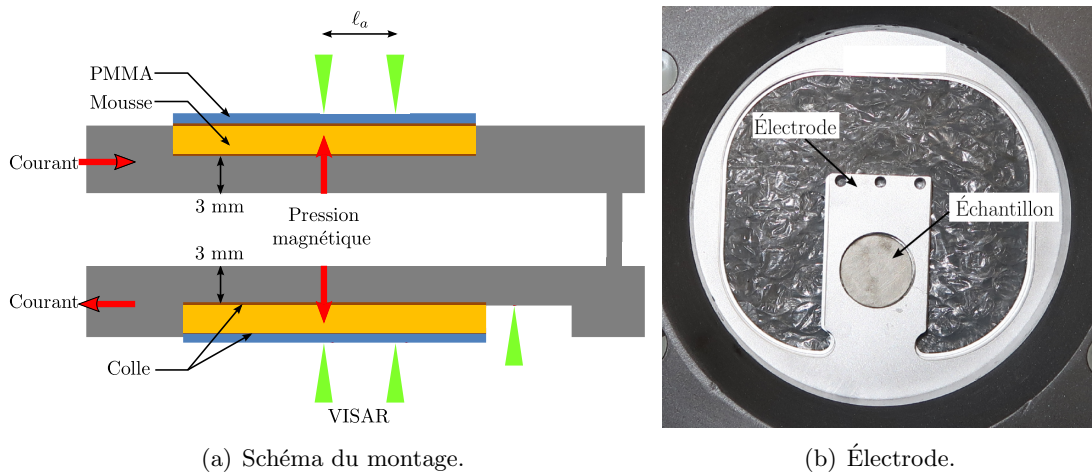 ℓa
PMMA
Mousse
Courant
3 mm
Pression
magnétique
3 mm
Courant
Colle
VISAR
(a) Schéma du montage.
Électrode
Échantillon
(b) Électrode.